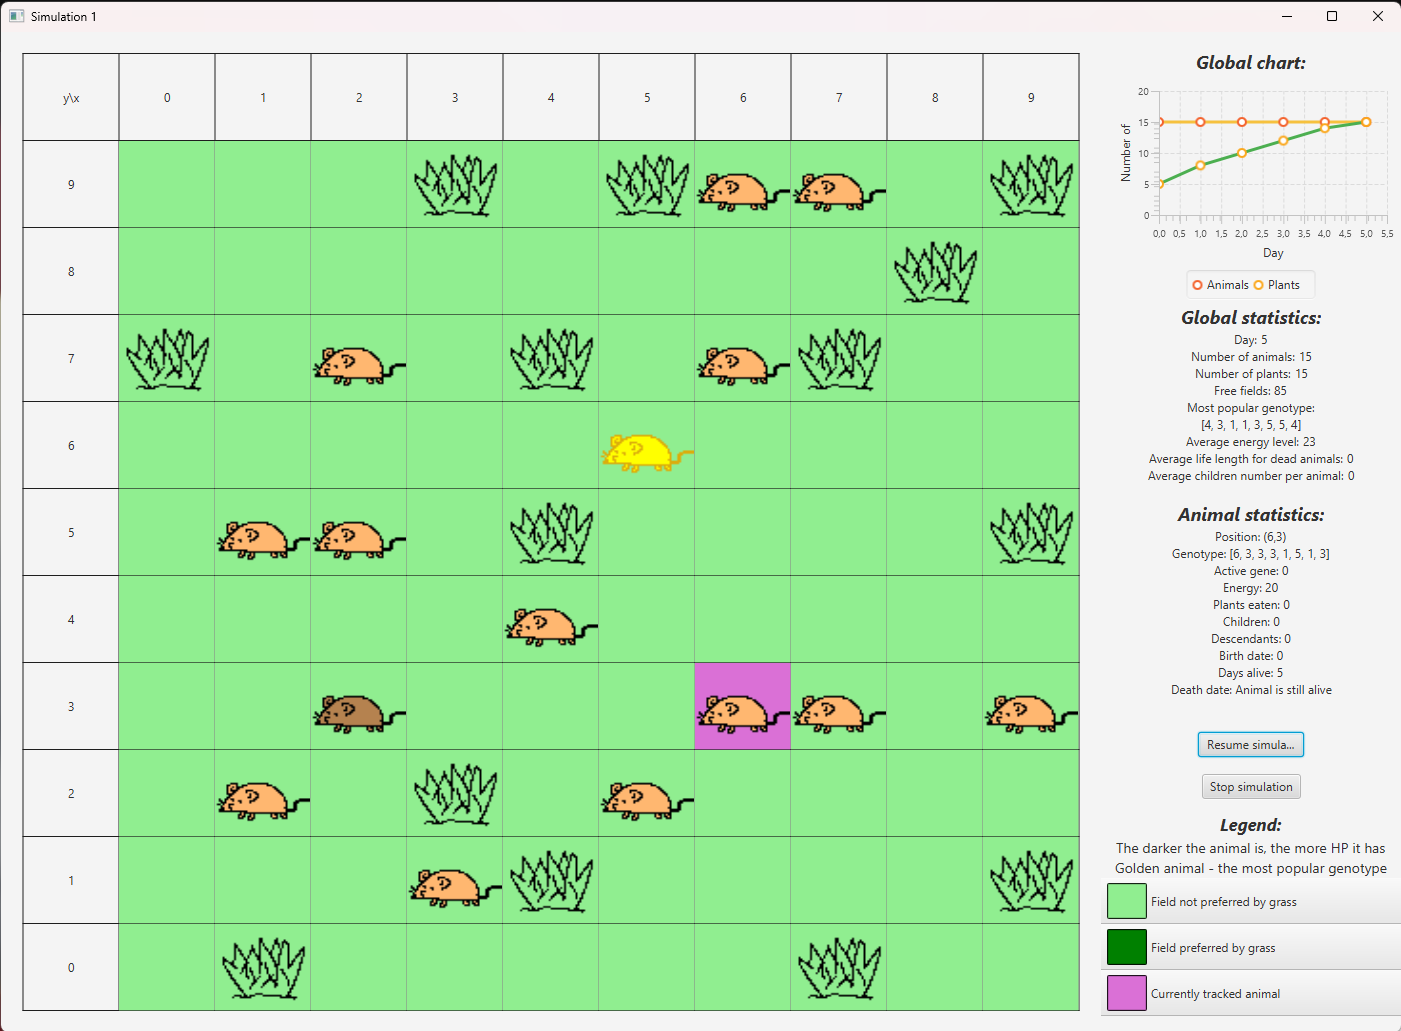 Simulation 1
y\x 0 1 2 3 4 5 6 7 8 9
9
8
7
6
5
4
3
2
1
0
Global chart:
Number of
20
15
10
5
0
0,0 0,5 1,0 1,5 2,0 2,5 3,0 3,5 4,0 4,5 5,0 5,5
Day
Animals Plants
Global statistics:
Day: 5
Number of animals: 15
Number of plants: 15
Free fields: 85
Most popular genotype:
[4, 3, 1, 1, 3, 5, 5, 4]
Average energy level: 23
Average life length for dead animals: 0
Average children number per animal: 0
Animal statistics:
Position: (6,3)
Genotype: [6, 3, 3, 3, 1, 5, 1, 3]
Active gene: 0
Energy: 20
Plants eaten: 0
Children: 0
Descendants: 0
Birth date: 0
Days alive: 5
Death date: Animal is still alive
Resume simula...
Stop simulation
Legend:
The darker the animal is, the more HP it has
Golden animal - the most popular genotype
Field not preferred by grass
Field preferred by grass
Currently tracked animal